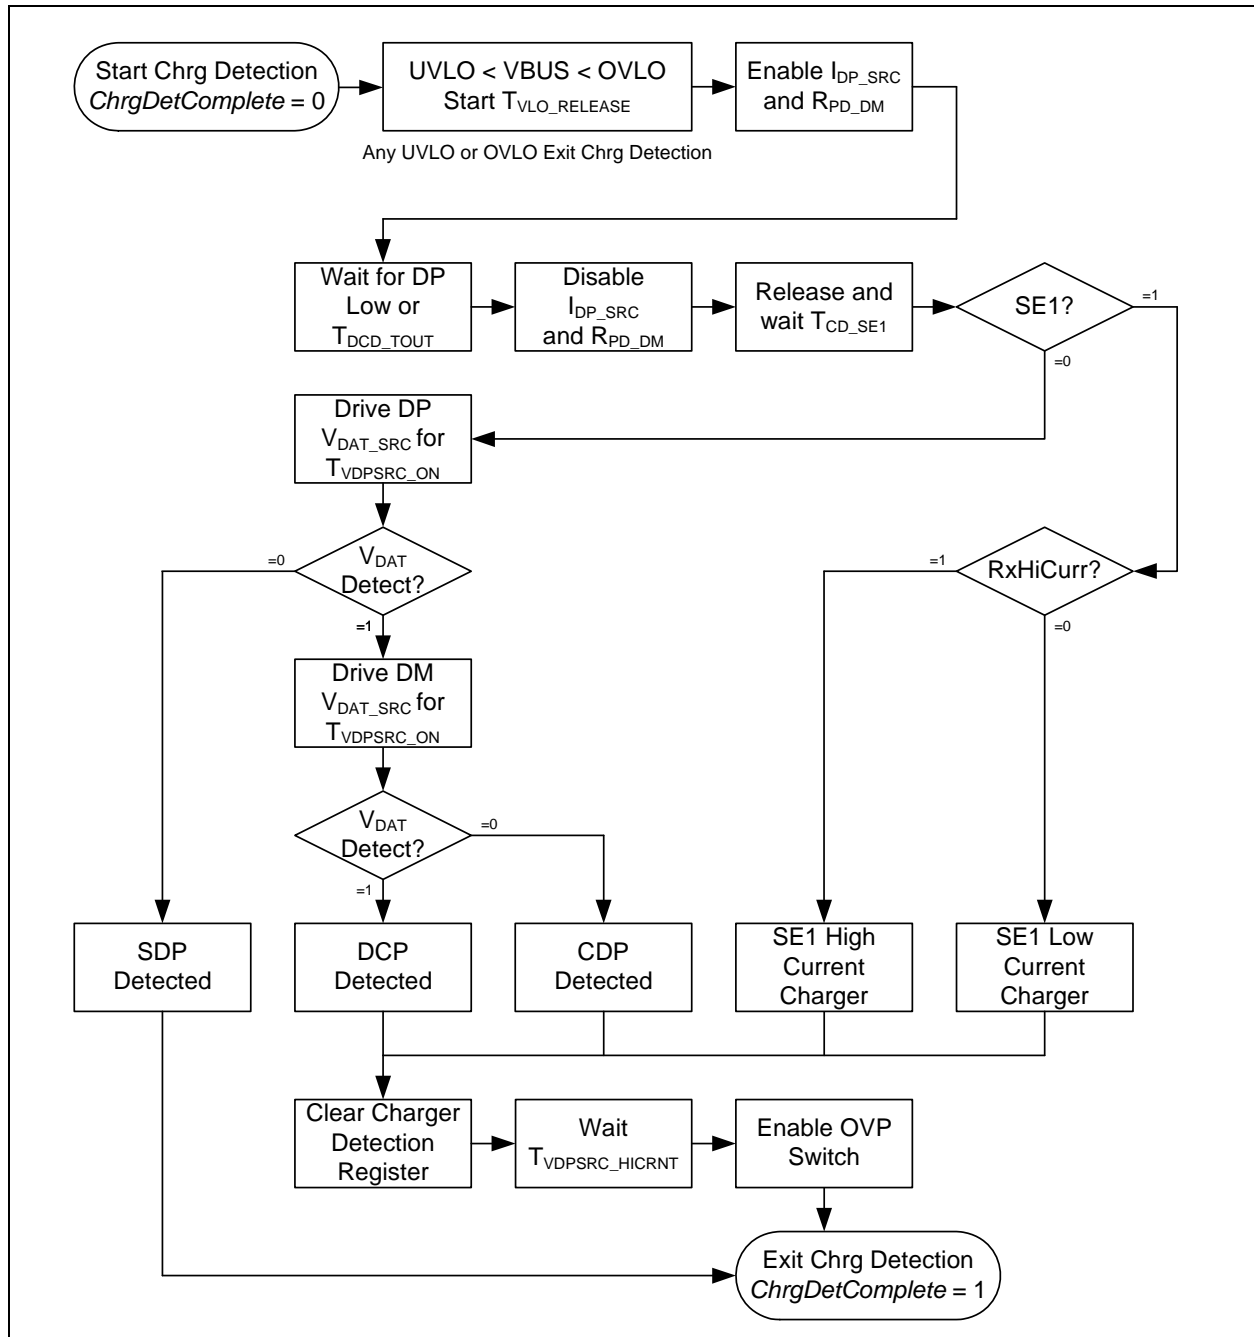 Start Chrg Detection
ChrgDetComplete = 0
UVLO < VBUS < OVLO
Start TVLO_RELEASE
Enable IDP_SRC
and RPD_DM
Any UVLO or OVLO Exit Chrg Detection
Wait for DP
Low or
TDCD_TOUT
Disable
IDP_SRC
and RPD_DM
Release and
wait TCD_SE1
SE1?
=1
=0
Drive DP
VDAT_SRC for
TVDPSRC_ON
VDAT
Detect?
=0
=1
RxHiCurr?
=1
=0
Drive DM
VDAT_SRC for
TVDPSRC_ON
VDAT
Detect?
=0
=1
SDP
Detected
DCP
Detected
CDP
Detected
SE1 High
Current
Charger
SE1 Low
Current
Charger
Clear Charger
Detection
Register
Wait
TVDPSRC_HICRNT
Enable OVP
Switch
Exit Chrg Detection
ChrgDetComplete = 1